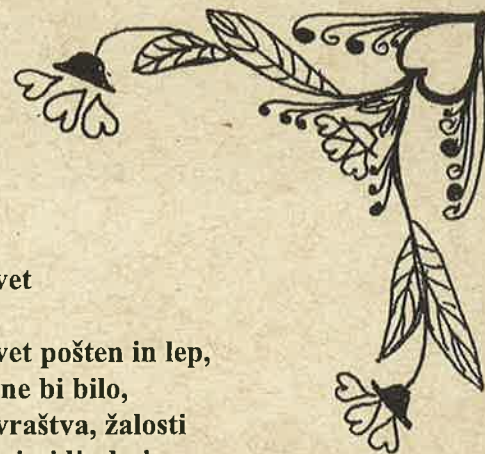 vet
vet pošten in lep,
ne bi bilo,
vraštva, žalosti